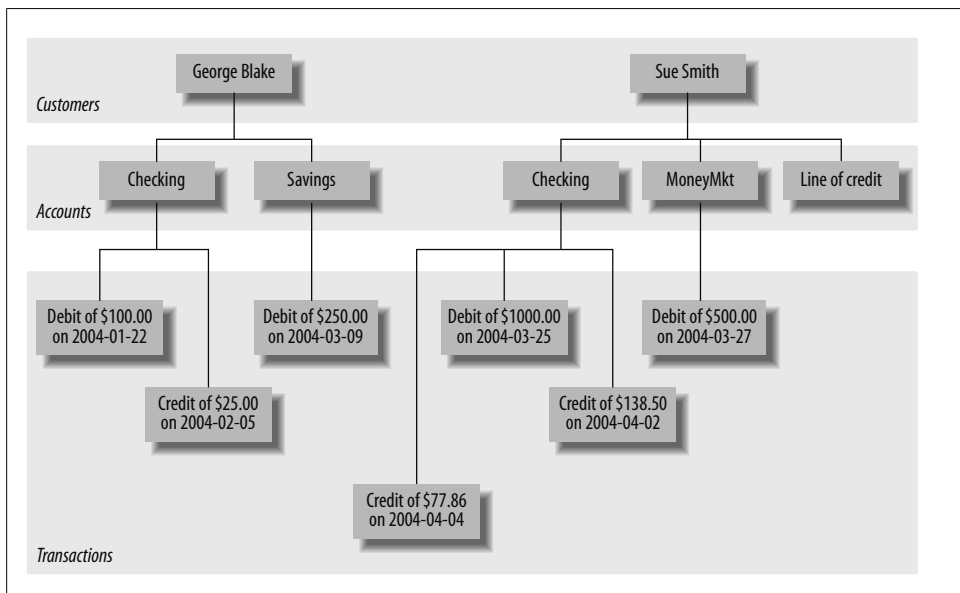 George Blake
Sue Smith
Customers
Checking
Savings
Checking
MoneyMkt
Line of credit
Accounts
Debit of $100.00
on 2004-01-22
Debit of $250.00
on 2004-03-09
Debit of $1000.00
on 2004-03-25
Debit of $500.00
on 2004-03-27
Credit of $25.00
on 2004-02-05
Credit of $138.50
on 2004-04-02
Credit of $77.86
on 2004-04-04
Transactions